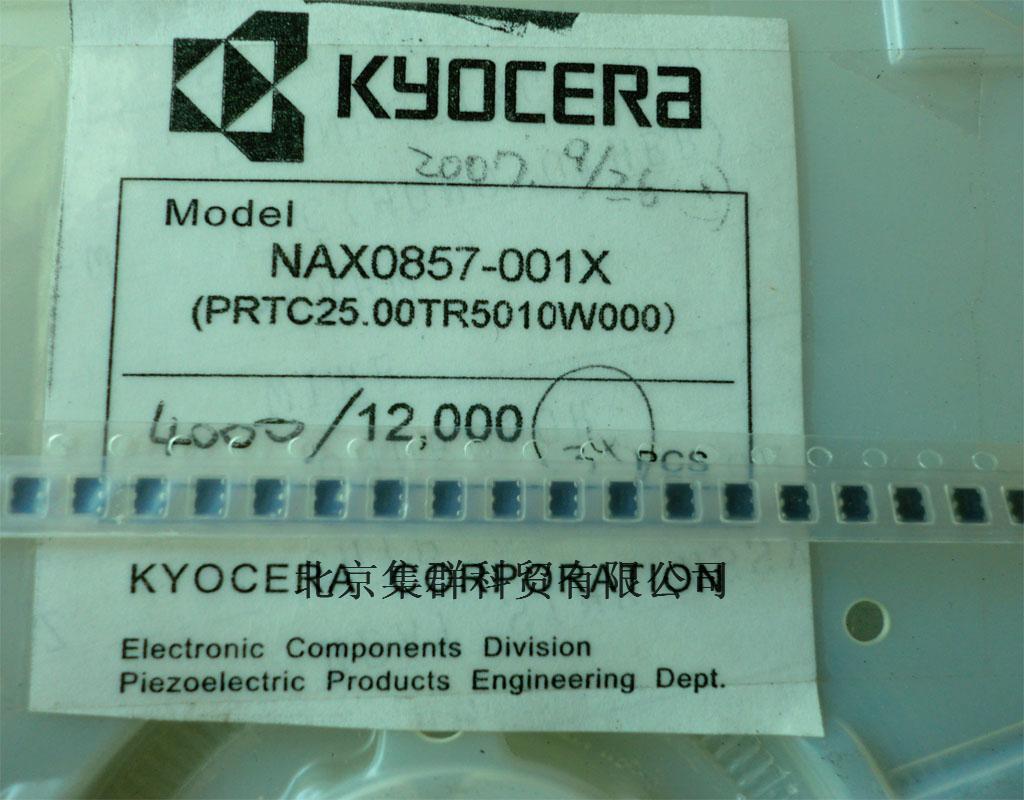 KYOCERA
2007. 9/26
Model
NAX0857-001X
(PRTC25.00TR5010W000)
4000/12,000
PCS
KYOCERA CORPORATION
北京集群科贸有限公司
Electronic Components Division
Piezoelectric Products Engineering Dept.